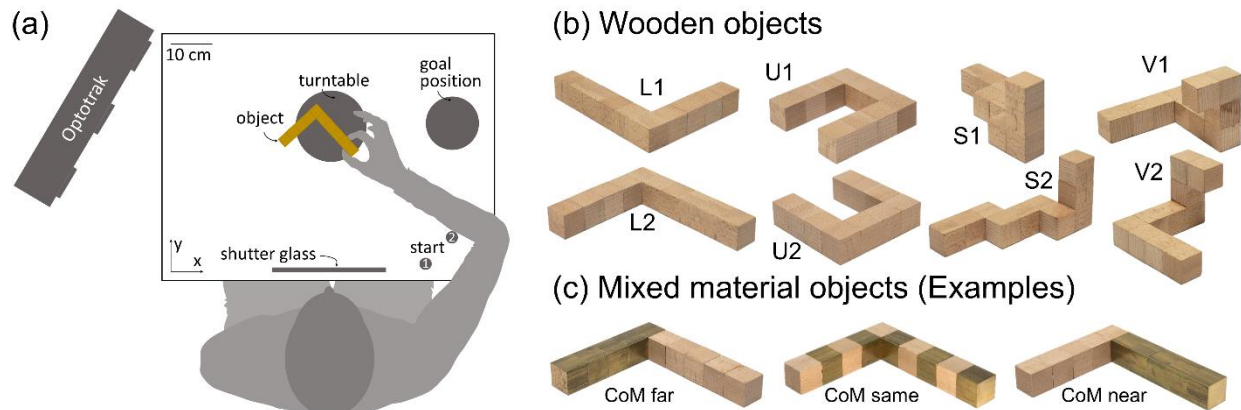 (a)
Optotrak
10 cm
turntable
goal
position
object
y
x
shutter glass
start
2
1
(b) Wooden objects
L1
U1
S1
V1
L2
U2
S2
V2
(c) Mixed material objects (Examples)
CoM far
CoM same
CoM near